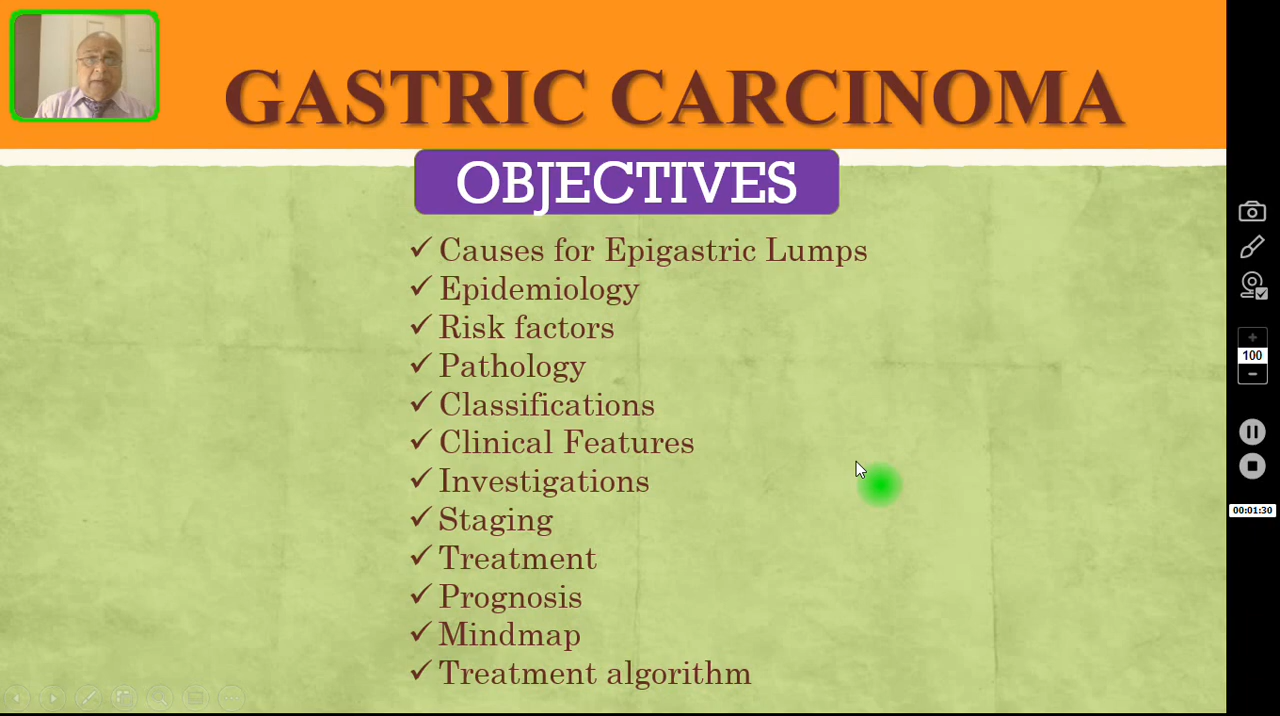 GASTRIC CARCINOMA
OBJECTIVES
✓ Causes for Epigastric Lumps
✓ Epidemiology
✓ Risk factors
✓ Pathology
✓ Classifications
✓ Clinical Features
✓ Investigations
✓ Staging
✓ Treatment
✓ Prognosis
✓ Mindmap
✓ Treatment algorithm
100
00:01:30